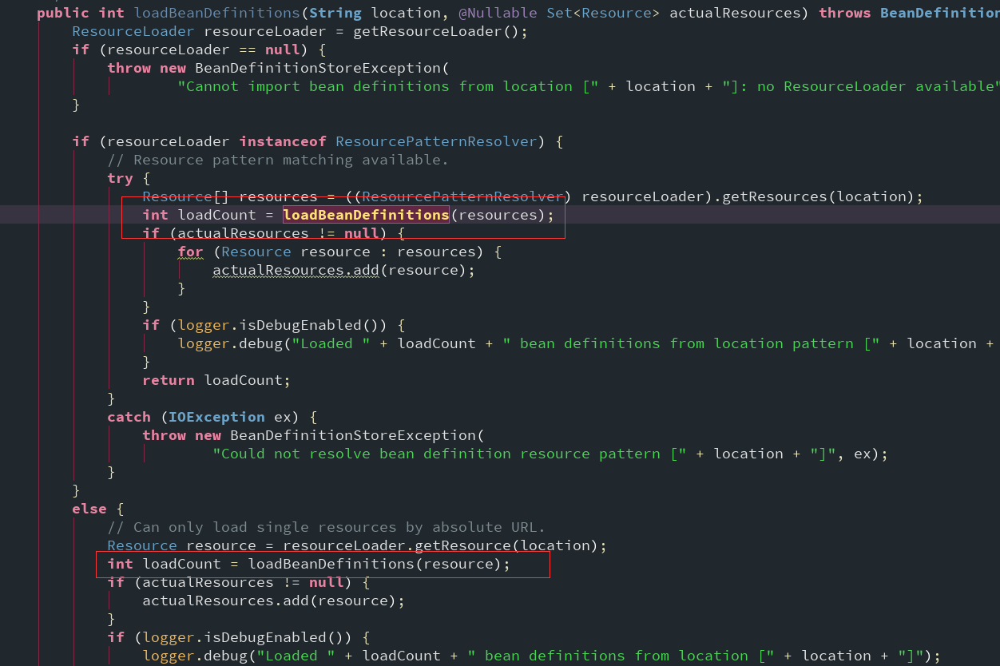 public int loadBeanDefinitions(String location, @Nullable Set<Resource> actualResources) throws BeanDefinition
ResourceLoader resourceLoader = getResourceLoader();
if (resourceLoader == null) {
throw new BeanDefinitionStoreException(
"Cannot import bean definitions from location [" + location + "]: no ResourceLoader available"
}
if (resourceLoader instanceof ResourcePatternResolver) {
// Resource pattern matching available.
try {
Resource[] resources = ((ResourcePatternResolver) resourceLoader).getResources(location);
int loadCount = loadBeanDefinitions(resources);
if (actualResources != null) {
for (Resource resource : resources) {
actualResources.add(resource);
}
}
if (logger.isDebugEnabled()) {
logger.debug("Loaded " + loadCount + " bean definitions from location pattern [" + location +
}
return loadCount;
}
catch (IOException ex) {
throw new BeanDefinitionStoreException(
"Could not resolve bean definition resource pattern [" + location + "]", ex);
}
}
else {
// Can only load single resources by absolute URL.
Resource resource = resourceLoader.getResource(location);
int loadCount = loadBeanDefinitions(resource);
if (actualResources != null) {
actualResources.add(resource);
}
if (logger.isDebugEnabled()) {
logger.debug("Loaded " + loadCount + " bean definitions from location [" + location + "]");